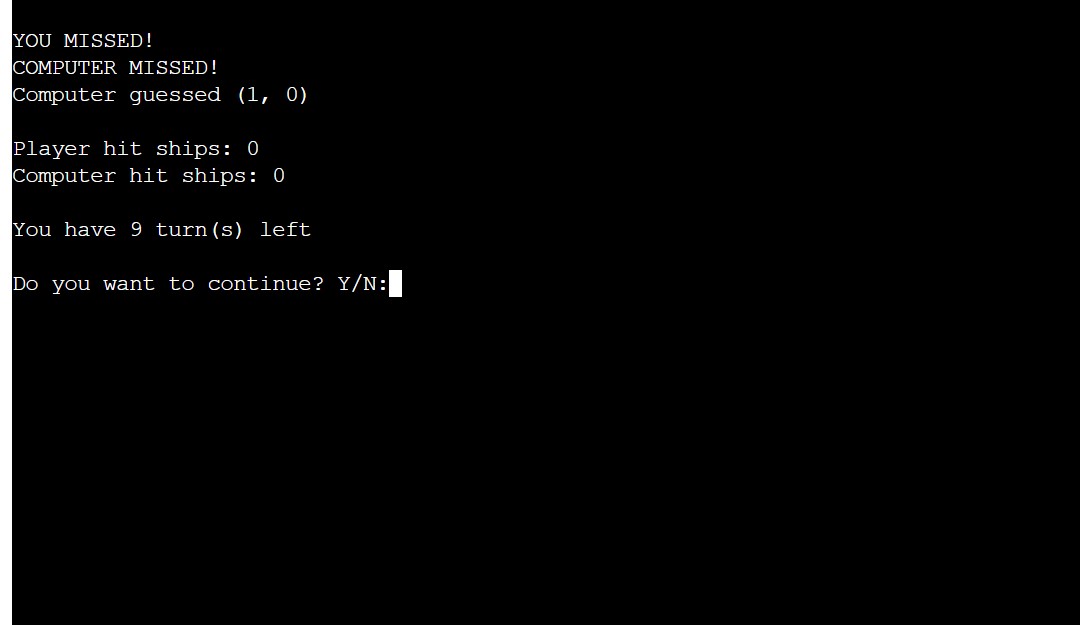 YOU MISSED!
COMPUTER MISSED!
Computer guessed (1, 0)
Player hit ships: 0
Computer hit ships: 0
You have 9 turn(s) left
Do you want to continue? Y/N: